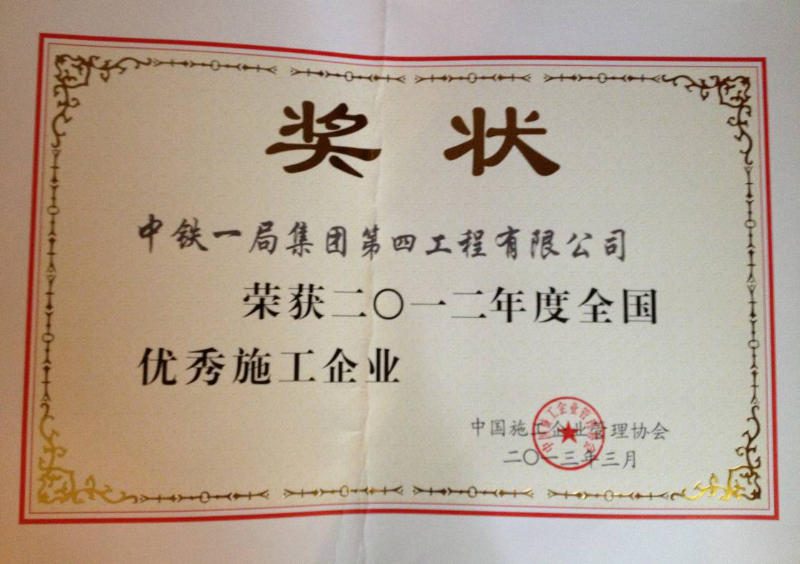 奖状
中铁一局集团第四工程有限公司
荣获二〇一二年度全国
优秀施工企业
中国施工企业管理协会
二〇一三年三月